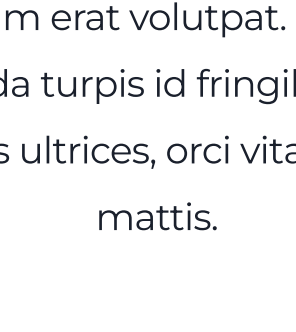 m erat volutpat.
da turpis id fringil
s ultrices, orci vita
mattis.